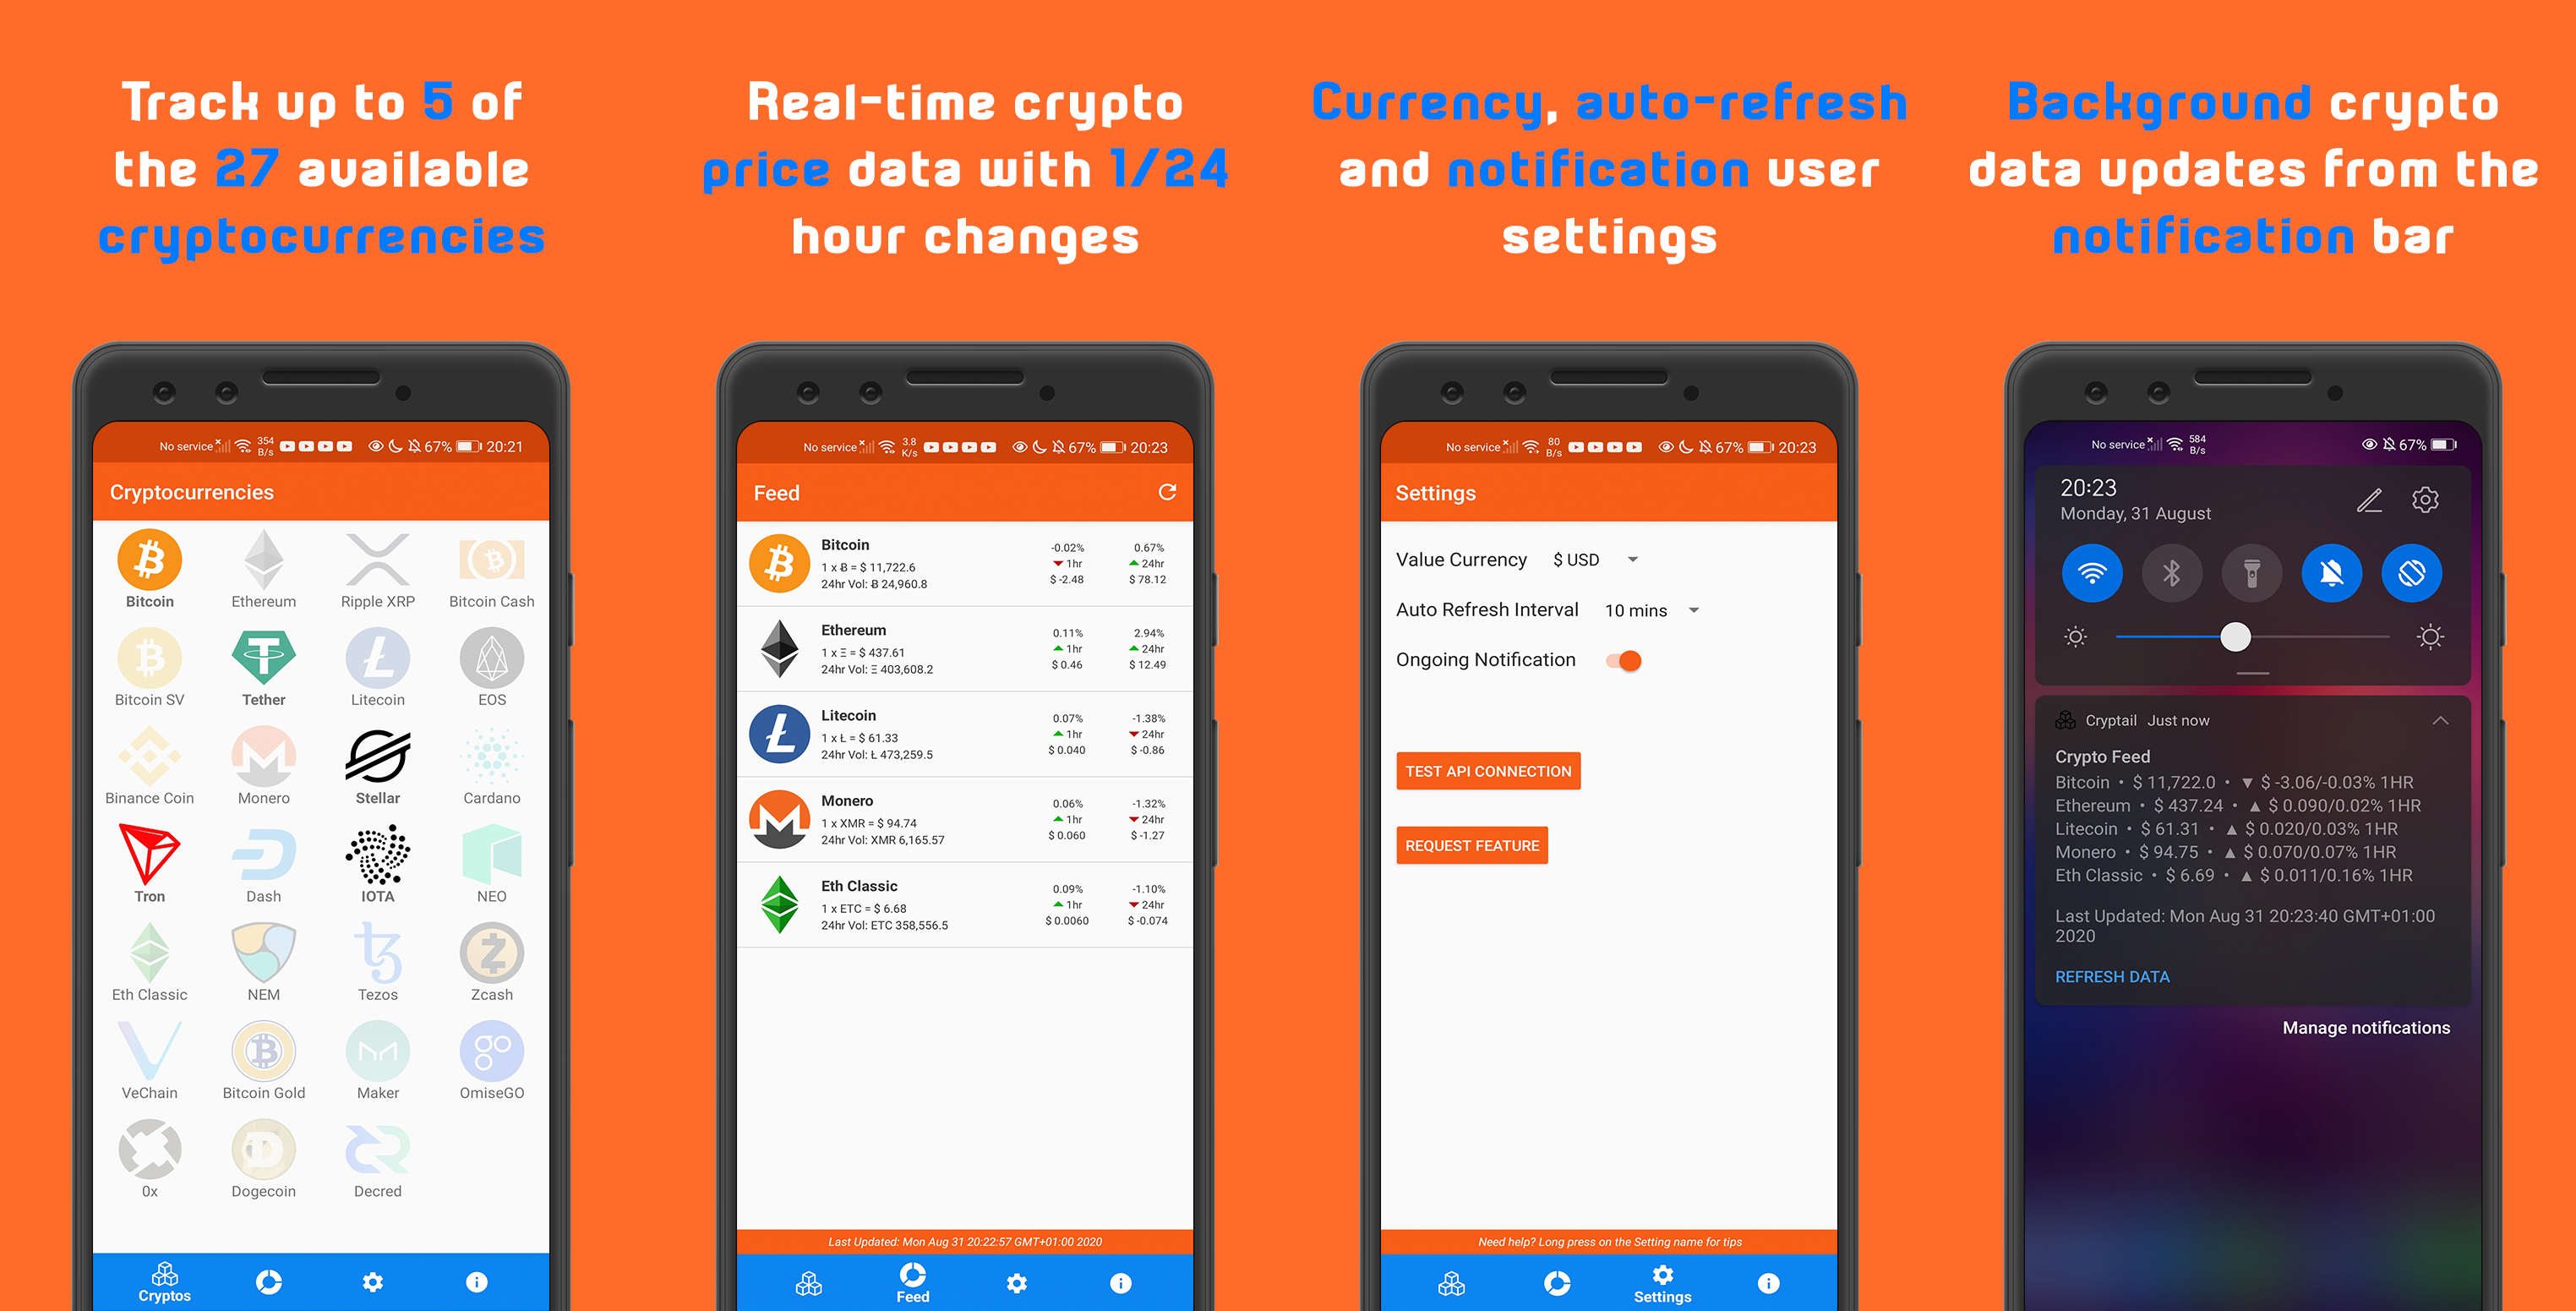 Track up to 5 of
the 27 available
cryptocurrencies
No service 354 B/s 67% 20:21
Cryptocurrencies
Bitcoin Ethereum Ripple XRP Bitcoin Cash
Bitcoin SV Tether Litecoin EOS
Binance Coin Monero Stellar Cardano
Tron Dash IOTA NEO
Eth Classic NEM Tezos Zcash
VeChain Bitcoin Gold Maker OmiseGO
0x Dogecoin Decred
Cryptos
Real-time crypto
price data with 1/24
hour changes
No service 3.8 K/s 67% 20:23
Feed
Bitcoin
1 x Ƀ = $ 11,722.6
24hr Vol: Ƀ 24,960.8
-0.02% 0.67%
1hr 24hr
$ -2.48 $ 78.12
Ethereum
1 x Ξ = $ 437.61
24hr Vol: Ξ 403,608.2
0.11% 2.94%
1hr 24hr
$ 0.46 $ 12.49
Litecoin
1 x Ł = $ 61.33
24hr Vol: Ł 473,259.5
0.07% -1.38%
1hr 24hr
$ 0.040 $ -0.86
Monero
1 x XMR = $ 94.74
24hr Vol: XMR 6,165.57
0.06% -1.32%
1hr 24hr
$ 0.060 $ -1.27
Eth Classic
1 x ETC = $ 6.68
24hr Vol: ETC 358,556.5
0.09% -1.10%
1hr 24hr
$ 0.0060 $ -0.074
Last Updated: Mon Aug 31 20:22:57 GMT+01:00 2020
Feed
Currency, auto-refresh
and notification user
settings
No service 80 B/s 67% 20:23
Settings
Value Currency $ USD
Auto Refresh Interval 10 mins
Ongoing Notification
TEST API CONNECTION
REQUEST FEATURE
Need help? Long press on the Setting name for tips
Settings
Background crypto
data updates from the
notification bar
No service 584 B/s 67%
20:23
Monday, 31 August
Cryptail Just now
Crypto Feed
Bitcoin • $ 11,722.0 • ▼ $ -3.06/-0.03% 1HR
Ethereum • $ 437.24 • ▲ $ 0.090/0.02% 1HR
Litecoin • $ 61.31 • ▲ $ 0.020/0.03% 1HR
Monero • $ 94.75 • ▲ $ 0.070/0.07% 1HR
Eth Classic • $ 6.69 • ▲ $ 0.011/0.16% 1HR
Last Updated: Mon Aug 31 20:23:40 GMT+01:00
2020
REFRESH DATA
Manage notifications